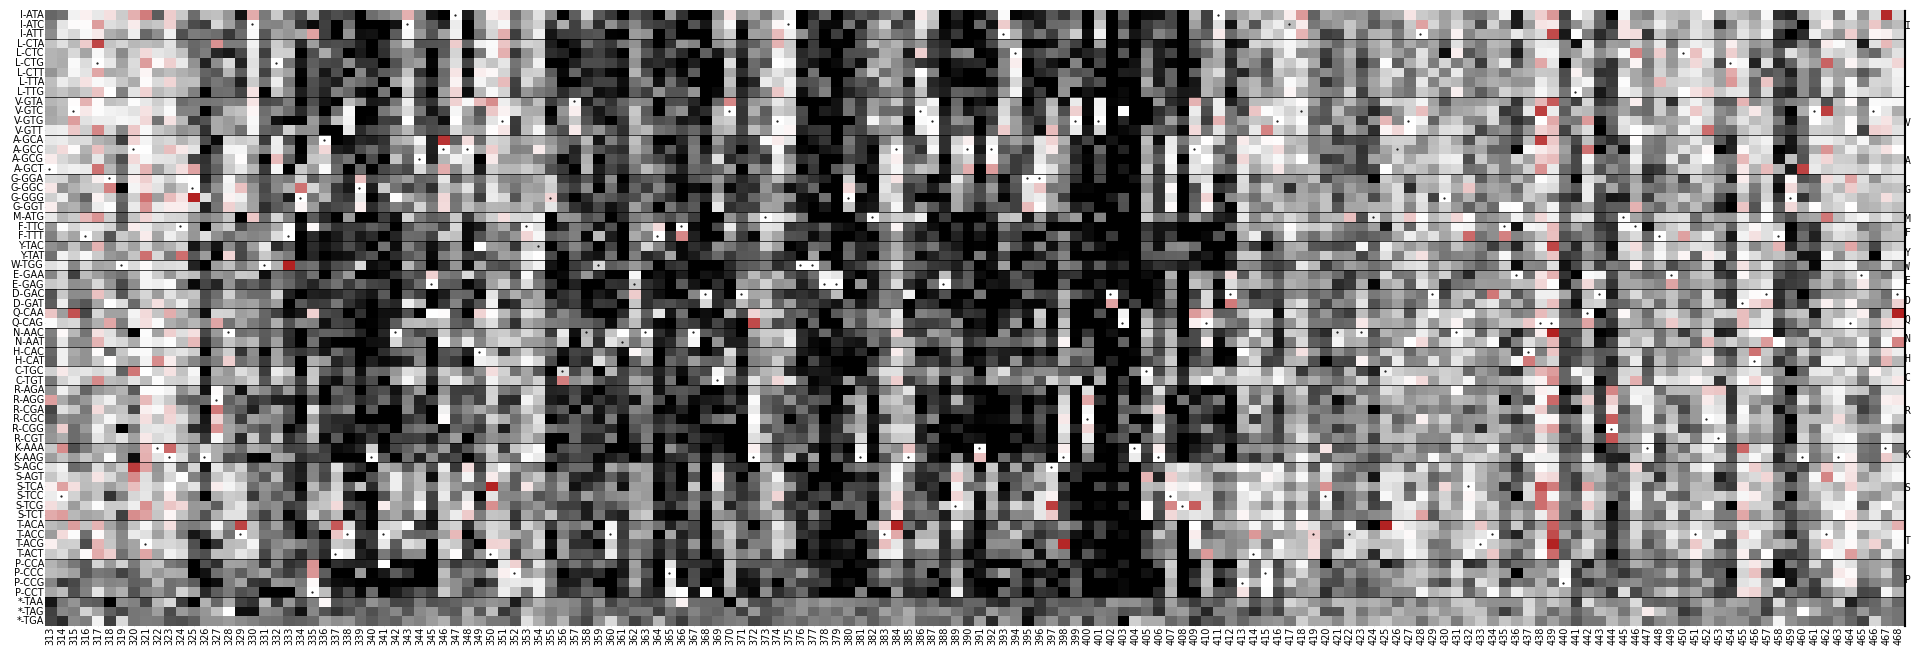 I-ATA
I-ATC
I-ATT
L-CTA
L-CTC
L-CTG
L-CTT
L-TTA
L-TTG
V-GTA
V-GTC
V-GTG
V-GTT
A-GCA
A-GCC
A-GCG
A-GCT
G-GGA
G-GGC
G-GGG
G-GGT
M-ATG
F-TTC
F-TTT
Y-TAC
Y-TAT
W-TGG
E-GAA
E-GAG
D-GAC
D-GAT
Q-CAA
Q-CAG
N-AAC
N-AAT
H-CAC
H-CAT
C-TGC
C-TGT
R-AGA
R-AGG
R-CGA
R-CGC
R-CGG
R-CGT
K-AAA
K-AAG
S-AGC
S-AGT
S-TCA
S-TCC
S-TCG
S-TCT
T-ACA
T-ACC
T-ACG
T-ACT
P-CCA
P-CCC
P-CCG
P-CCT
*-TAA
*-TAG
*-TGA
I
L
V
A
G
M
F
Y
W
E
D
Q
N
H
C
R
K
S
T
P
313 314 315 316 317 318 319 320 321 322 323 324 325 326 327 328 329 330 331 332 333 334 335 336 337 338 339 340 341 342 343 344 345 346 347 348 349 350 351 352 353 354 355 356 357 358 359 360 361 362 363 364 365 366 367 368 369 370 371 372 373 374 375 376 377 378 379 380 381 382 383 384 385 386 387 388 389 390 391 392 393 394 395 396 397 398 399 400 401 402 403 404 405 406 407 408 409 410 411 412 413 414 415 416 417 418 419 420 421 422 423 424 425 426 427 428 429 430 431 432 433 434 435 436 437 438 439 440 441 442 443 444 445 446 447 448 449 450 451 452 453 454 455 456 457 458 459 460 461 462 463 464 465 466 467 468